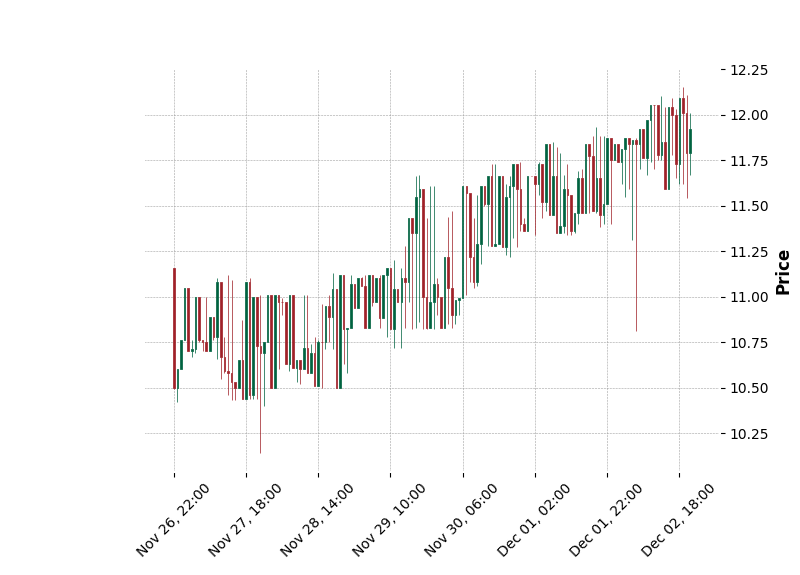 12.25
12.00
11.75
11.50
11.25
11.00
10.75
10.50
10.25
Price
Nov 26, 22:00
Nov 27, 18:00
Nov 28, 14:00
Nov 29, 10:00
Nov 30, 06:00
Dec 01, 02:00
Dec 01, 22:00
Dec 02, 18:00